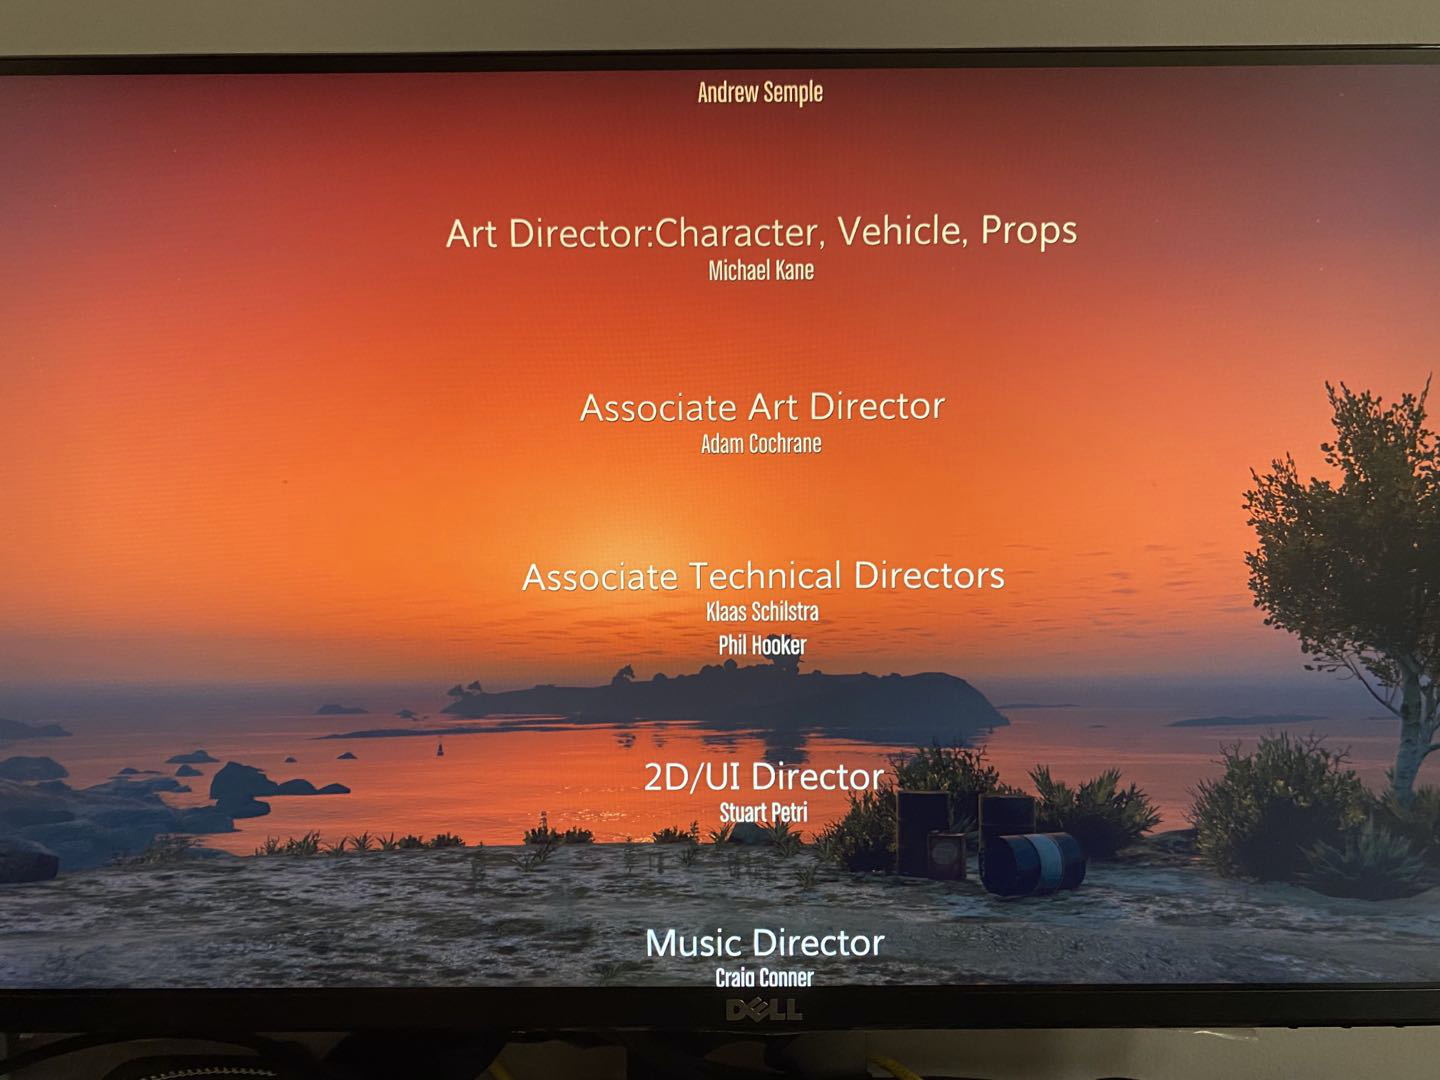 Andrew Semple
Art Director:Character, Vehicle, Props
Michael Kane
Associate Art Director
Adam Cochrane
Associate Technical Directors
Klaas Schilstra
Phil Hooker
2D/UI Director
Stuart Petri
Music Director
Craig Conner
DELL